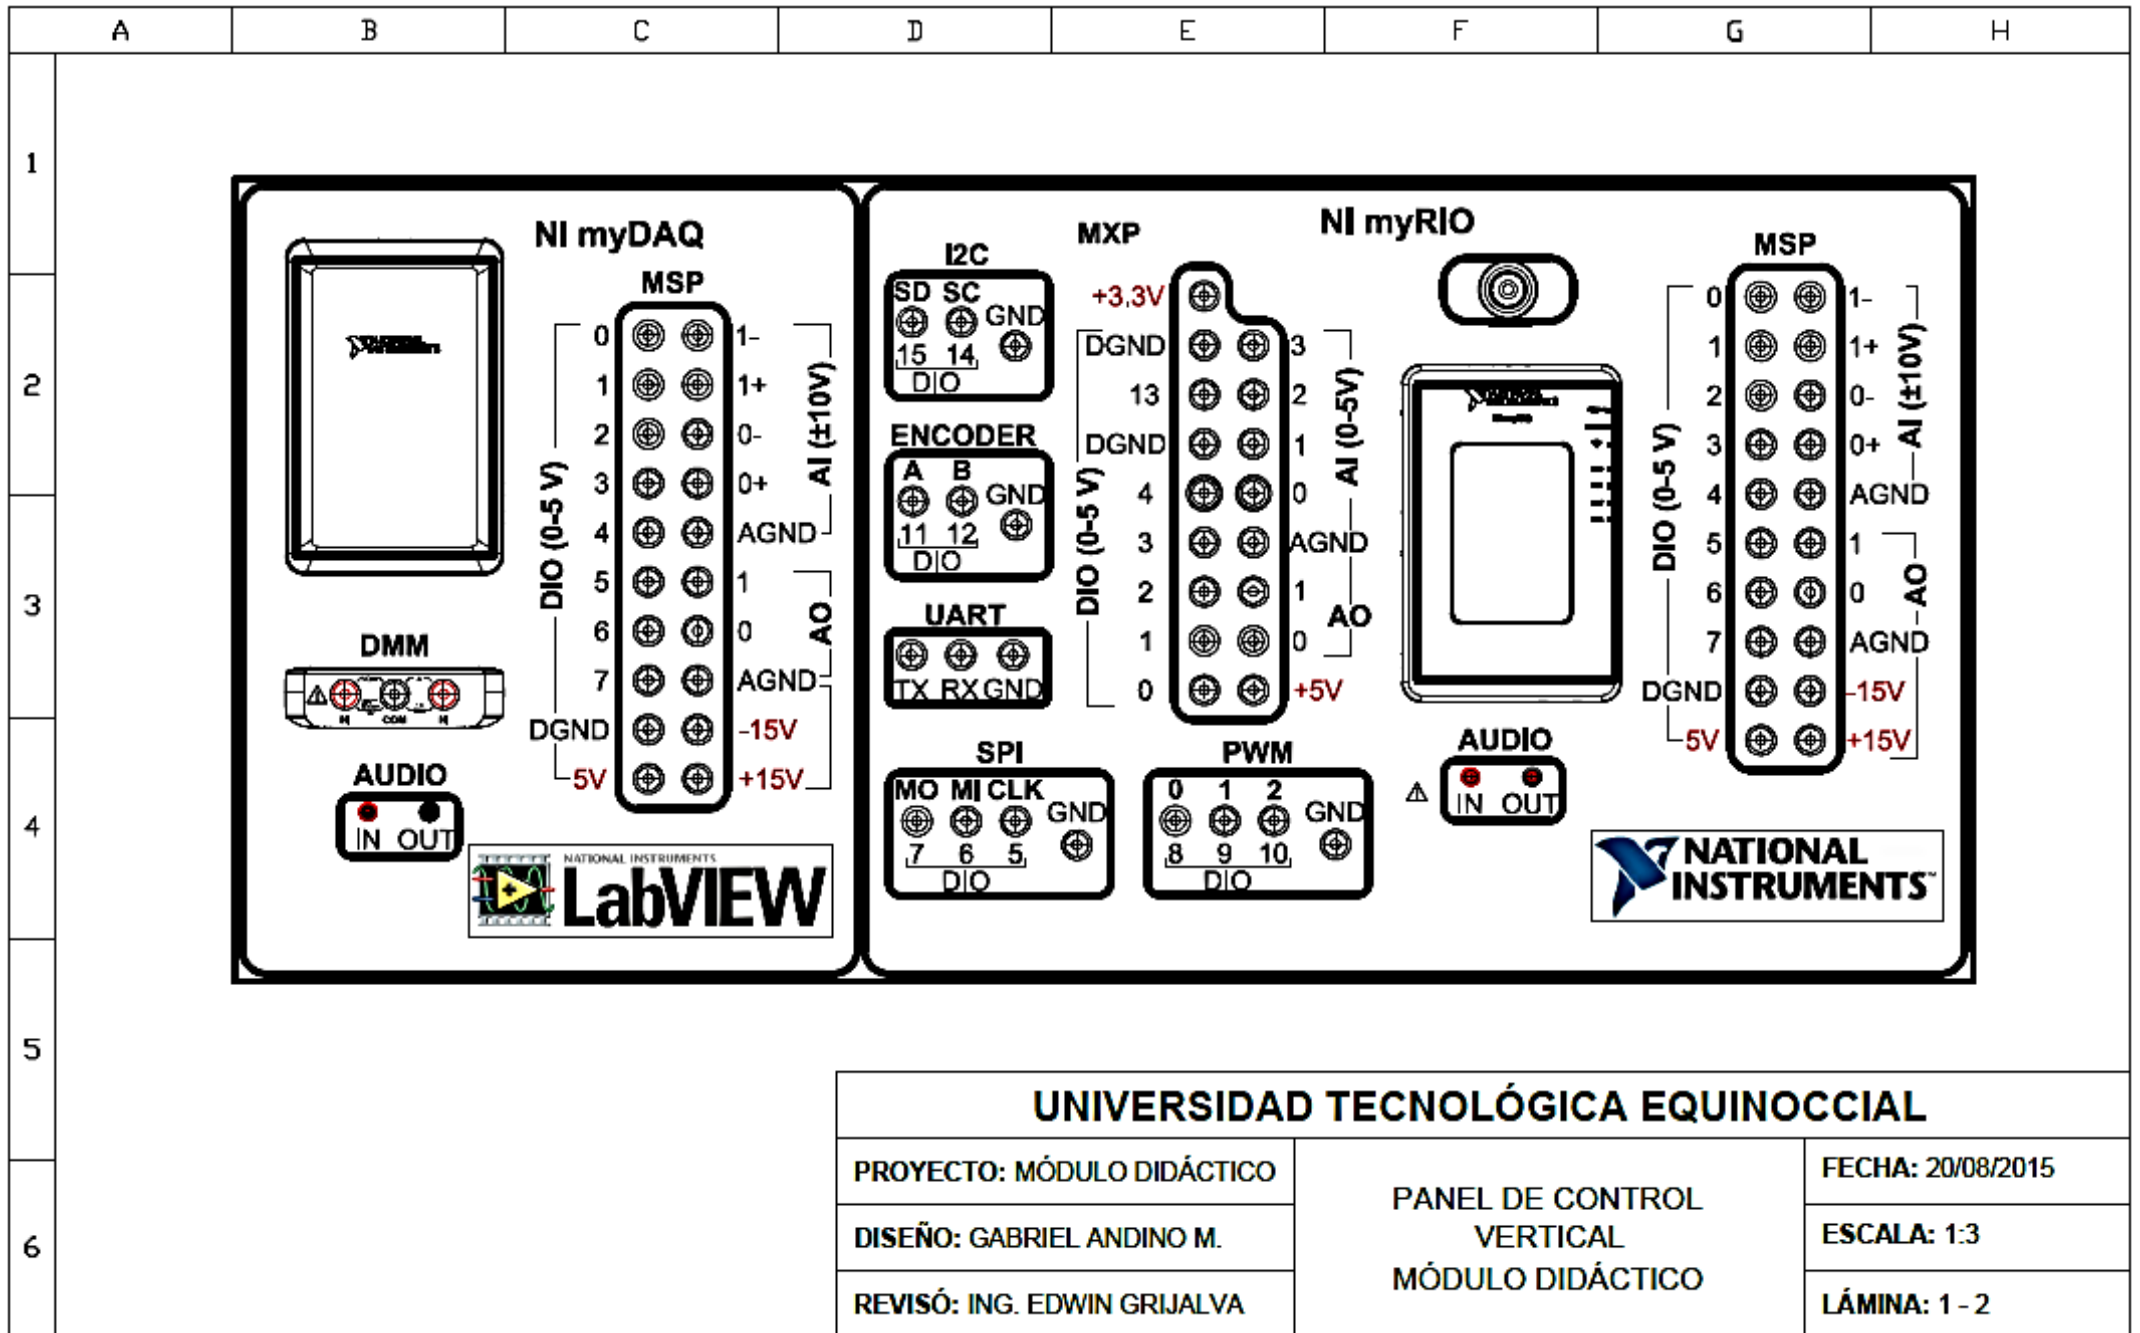 A B C D E F G H
1
2
3
4
5
6
NI myDAQ
MSP
0 1-
1 1+
2 0-
3 0+
4 AGND
5 1
6 0
7 AGND
DGND -15V
5V +15V
DIO (0-5 V)
AI (±10V)
AO
DMM
COM
AUDIO
IN OUT
NATIONAL INSTRUMENTS
LabVIEW
NI myRIO
I2C
SD SC GND
15 14
DIO
ENCODER
A B GND
11 12
DIO
UART
TX RX GND
SPI
MO MI CLK GND
7 6 5
DIO
MXP
+3,3V
DGND 3
13 2
DGND 1
4 0
3 AGND
2 1
1 0
0 +5V
DIO (0-5 V)
AI (0-5V)
AO
PWM
0 1 2 GND
8 9 10
DIO
AUDIO
IN OUT
MSP
0 1-
1 1+
2 0-
3 0+
4 AGND
5 1
6 0
7 AGND
DGND -15V
5V +15V
DIO (0-5 V)
AI (±10V)
AO
NATIONAL
INSTRUMENTS™
UNIVERSIDAD TECNOLÓGICA EQUINOCCIAL
PROYECTO: MÓDULO DIDÁCTICO
DISEÑO: GABRIEL ANDINO M.
REVISÓ: ING. EDWIN GRIJALVA
PANEL DE CONTROL
VERTICAL
MÓDULO DIDÁCTICO
FECHA: 20/08/2015
ESCALA: 1:3
LÁMINA: 1 - 2